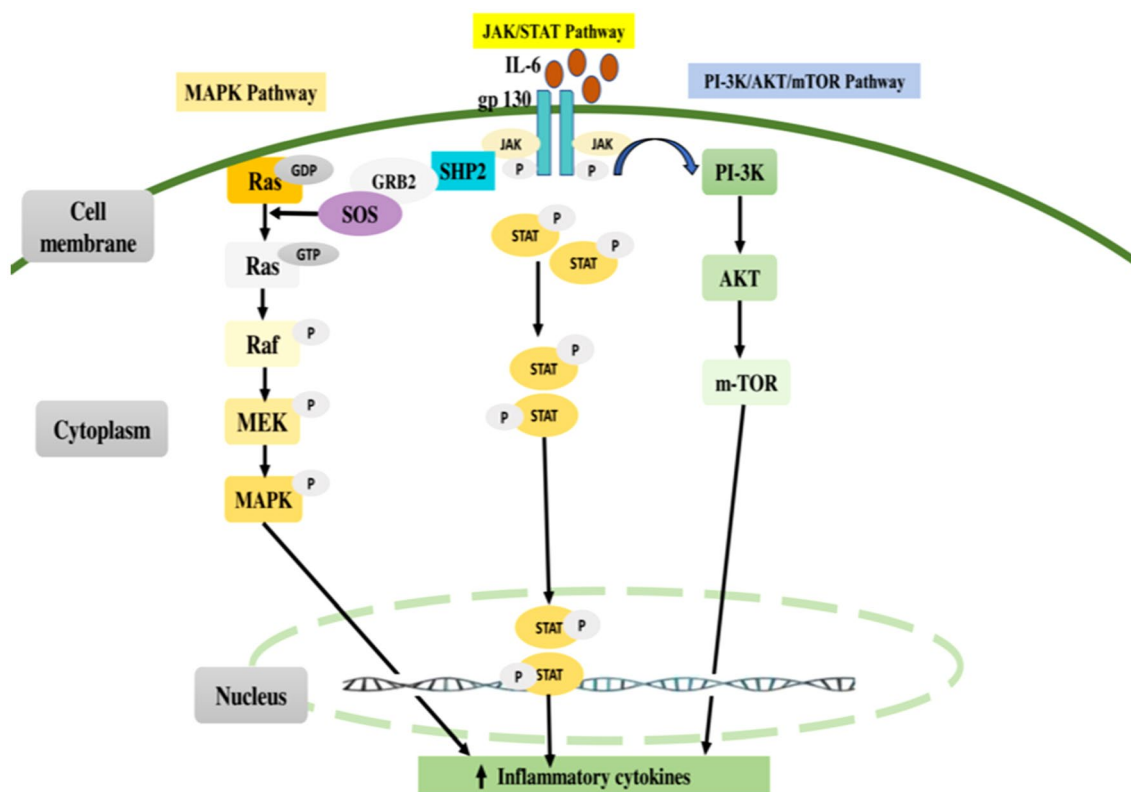 JAK/STAT Pathway
IL-6
MAPK Pathway
PI-3K/AKT/mTOR Pathway
gp 130
JAK
JAK
P
P
SHP2
GRB2
SOS
Ras
GDP
PI-3K
Cell
membrane
Ras
GTP
STAT
P
STAT
P
AKT
Raf
P
STAT
P
m-TOR
Cytoplasm
MEK
P
P
STAT
MAPK
P
STAT
P
P
STAT
Nucleus
Inflammatory cytokines